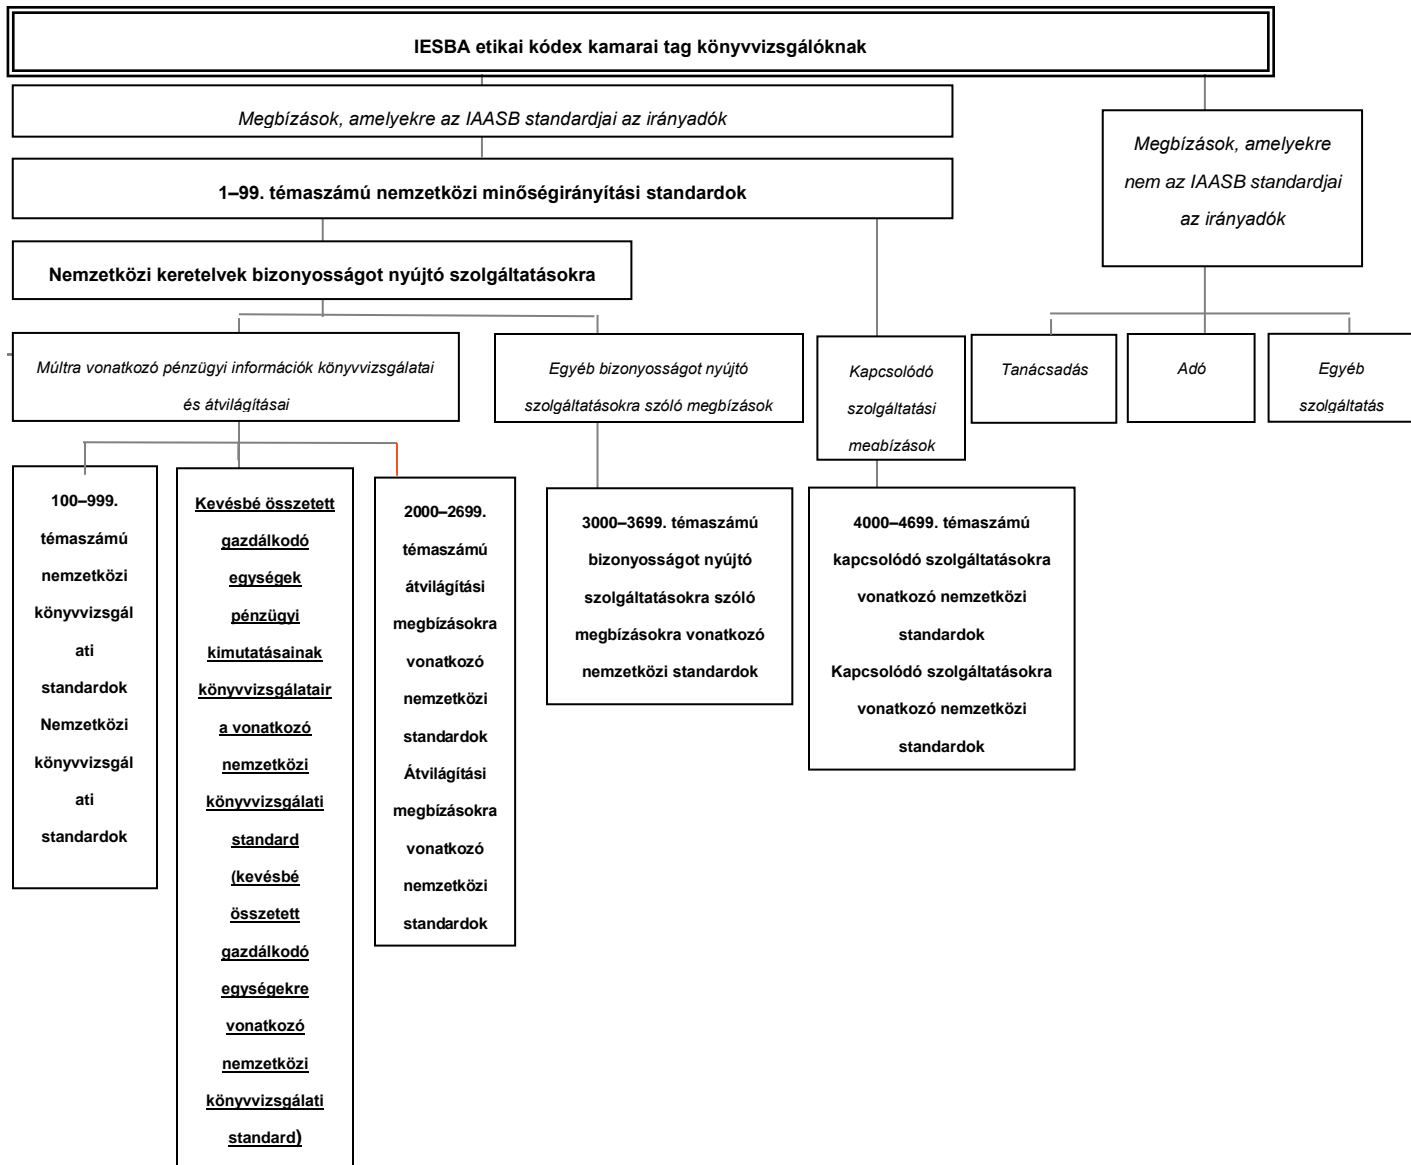 IESBA etikai kódex kamarai tag könyvvizsgálóknak
Megbízások, amelyekre az IAASB standardjai az irányadók
Megbízások, amelyekre
nem az IAASB standardjai
az irányadók
1–99. témaszámú nemzetközi minőségirányítási standardok
Nemzetközi keretelvek bizonyosságot nyújtó szolgáltatásokra
Múltra vonatkozó pénzügyi információk könyvvizsgálatai
és átvilágításai
Egyéb bizonyosságot nyújtó
szolgáltatásokra szóló megbízások
Kapcsolódó
szolgáltatási
megbízások
Tanácsadás
Adó
Egyéb
szolgáltatás
100–999.
témaszámú
nemzetközi
könyvvizsgál
ati
standardok
Nemzetközi
könyvvizsgál
ati
standardok
Kevésbé összetett
gazdálkodó
egységek
pénzügyi
kimutatásainak
könyvvizsgálatair
a vonatkozó
nemzetközi
könyvvizsgálati
standard
(kevésbé
összetett
gazdálkodó
egységekre
vonatkozó
nemzetközi
könyvvizsgálati
standard)
2000–2699.
témaszámú
átvilágítási
megbízásokra
vonatkozó
nemzetközi
standardok
Átvilágítási
megbízásokra
vonatkozó
nemzetközi
standardok
3000–3699. témaszámú
bizonyosságot nyújtó
szolgáltatásokra szóló
megbízásokra vonatkozó
nemzetközi standardok
4000–4699. témaszámú
kapcsolódó szolgáltatásokra
vonatkozó nemzetközi
standardok
Kapcsolódó szolgáltatásokra
vonatkozó nemzetközi
standardok